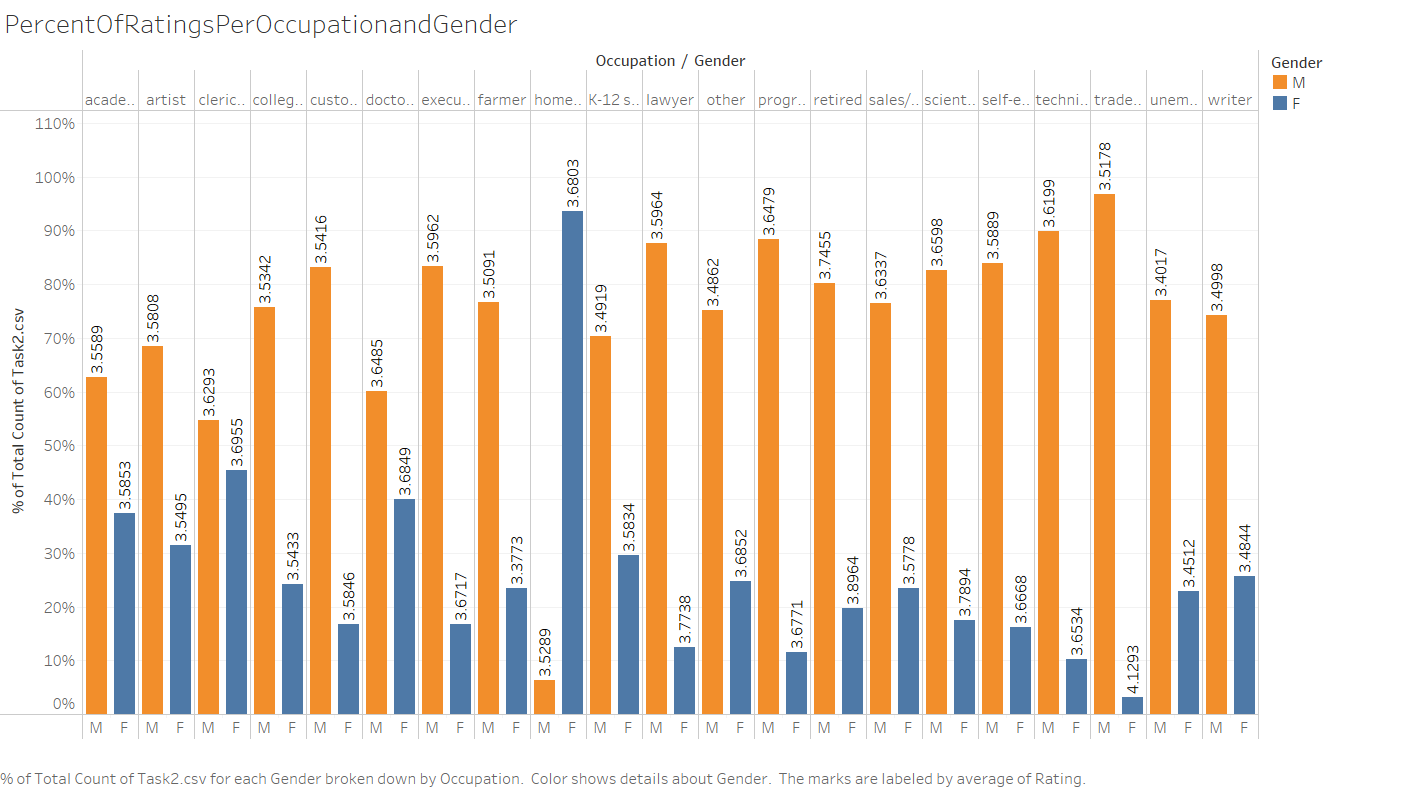 PercentOfRatingsPerOccupationandGender
Occupation / Gender
Gender
M
F
acade.. artist cleric.. colleg.. custo.. docto.. execu.. farmer home.. K-12 s.. lawyer other progr.. retired sales/.. scient.. self-e.. techni.. trade.. unem.. writer
110%
100%
90%
80%
70%
60%
50%
40%
30%
20%
10%
0%
% of Total Count of Task2.csv
3.5589 3.5853 3.5808 3.5495 3.6293 3.6955 3.5342 3.5433 3.5416 3.5846 3.6485 3.6849 3.5962 3.6717 3.5091 3.3773 3.5289 3.6803 3.4919 3.5834 3.5964 3.7738 3.4862 3.6852 3.6479 3.6771 3.7455 3.8964 3.6337 3.5778 3.6598 3.7894 3.5889 3.6668 3.6199 3.6534 3.5178 4.1293 3.4017 3.4512 3.4998 3.4844
M F M F M F M F M F M F M F M F M F M F M F M F M F M F M F M F M F M F M F M F M F
% of Total Count of Task2.csv for each Gender broken down by Occupation.  Color shows details about Gender.  The marks are labeled by average of Rating.